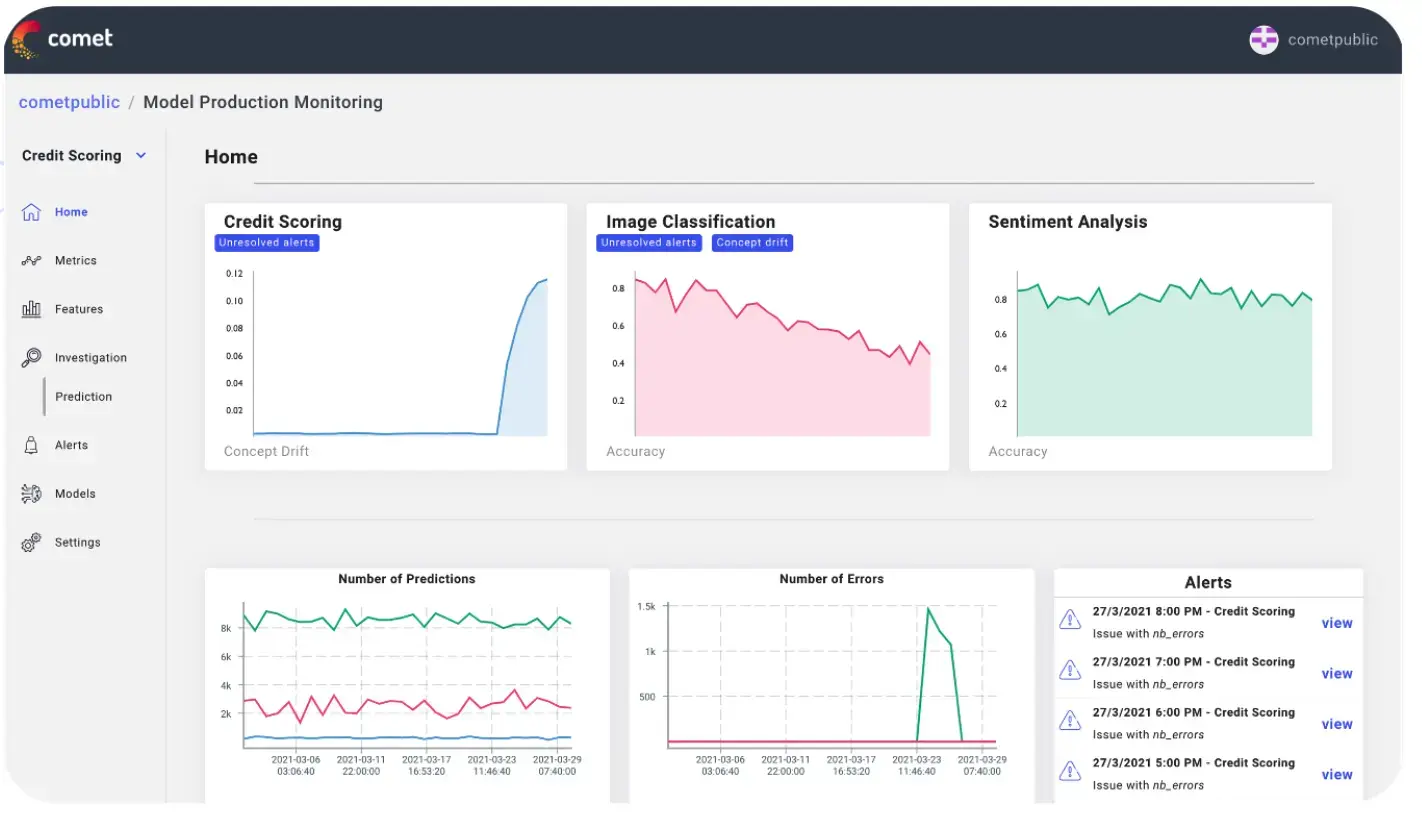 comet
cometpublic
cometpublic / Model Production Monitoring
Credit Scoring
Home
Metrics
Features
Investigation
Prediction
Alerts
Models
Settings
Home
Credit Scoring
Unresolved alerts
0.12
0.10
0.08
0.06
0.04
0.02
Concept Drift
Image Classification
Unresolved alerts Concept drift
0.8
0.6
0.4
0.2
Accuracy
Sentiment Analysis
0.8
0.6
0.4
0.2
Accuracy
Number of Predictions
8k
6k
4k
2k
2021-03-06 2021-03-11 2021-03-17 2021-03-23 2021-03-29
03:06:40 22:00:00 16:53:20 11:46:40 07:40:00
Number of Errors
1.5k
1k
500
2021-03-06 2021-03-11 2021-03-17 2021-03-23 2021-03-29
03:06:40 22:00:00 16:53:20 11:46:40 07:40:00
Alerts
27/3/2021 8:00 PM - Credit Scoring
Issue with nb_errors
view
27/3/2021 7:00 PM - Credit Scoring
Issue with nb_errors
view
27/3/2021 6:00 PM - Credit Scoring
Issue with nb_errors
view
27/3/2021 5:00 PM - Credit Scoring
Issue with nb_errors
view